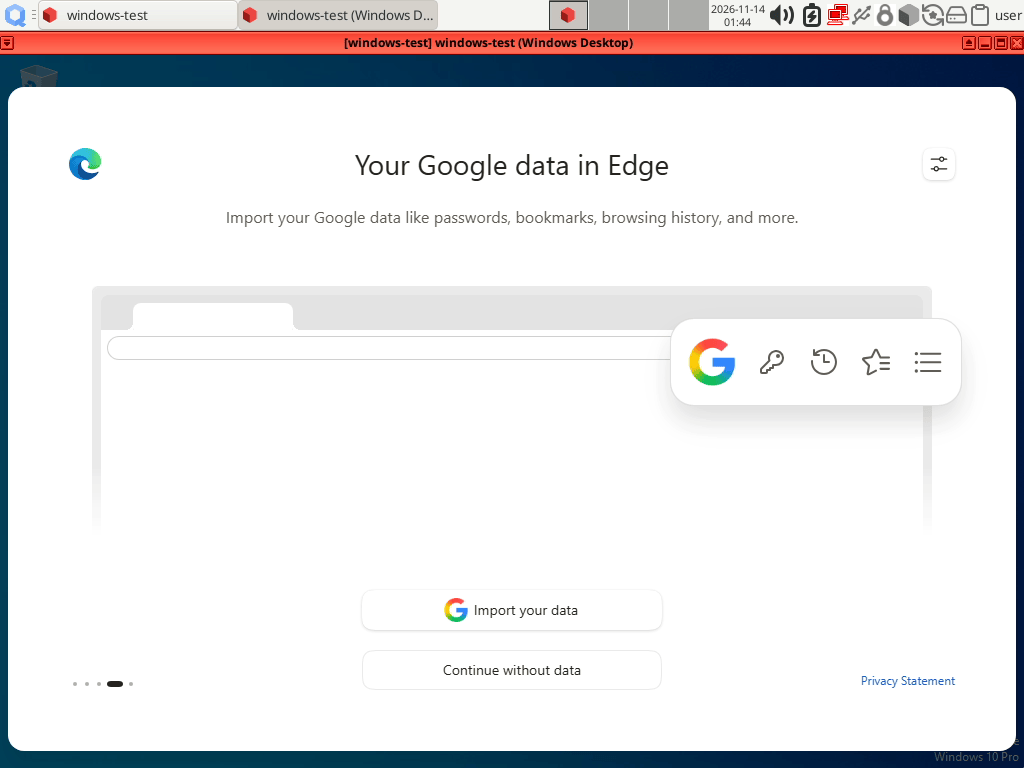 windows-test
windows-test (Windows D...
2026-11-14
01:44
user
[windows-test] windows-test (Windows Desktop)
Your Google data in Edge
Import your Google data like passwords, bookmarks, browsing history, and more.
Import your data
Continue without data
Privacy Statement
Windows 10 Pro